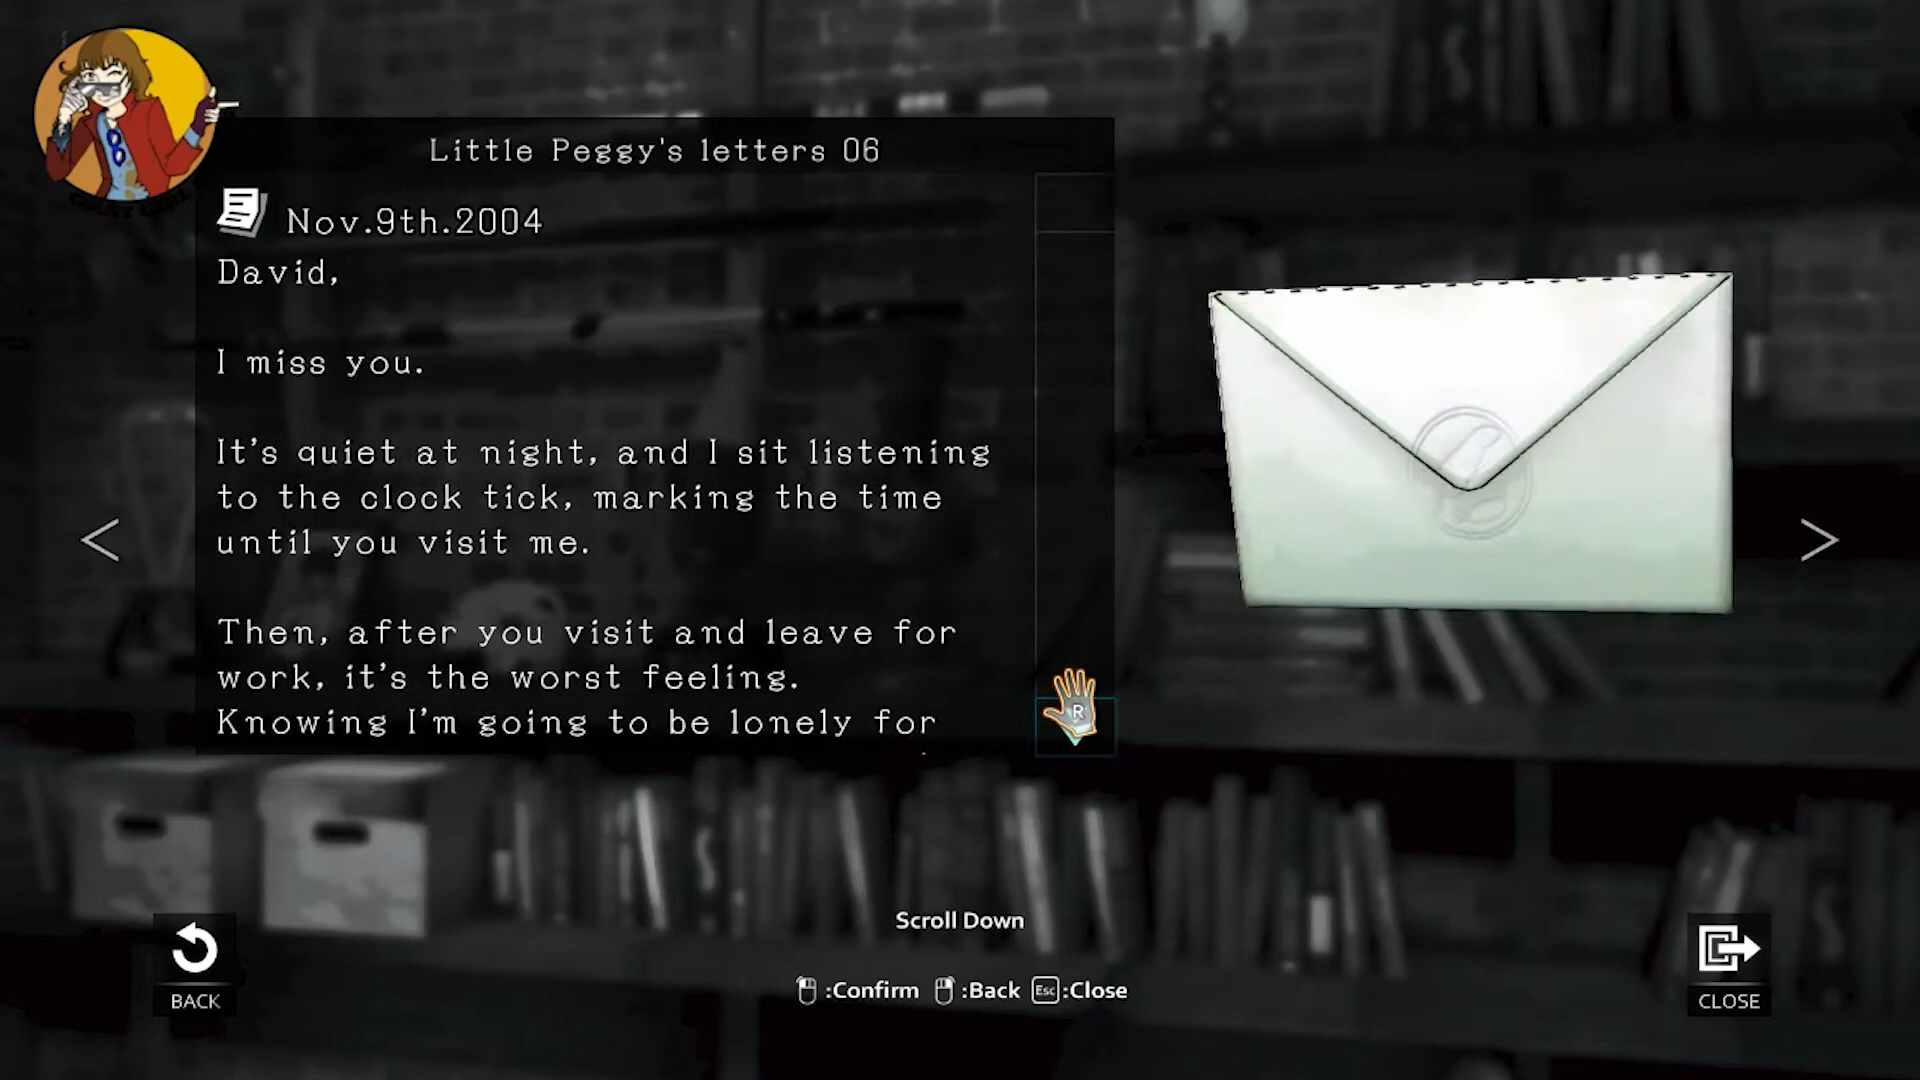 Little Peggy's letters 06
Nov.9th.2004
David,
I miss you.
It's quiet at night, and I sit listening
to the clock tick, marking the time
until you visit me.
Then, after you visit and leave for
work, it's the worst feeling.
Knowing I'm going to be lonely for
R
Scroll Down
:Confirm :Back Esc:Close
BACK
CLOSE